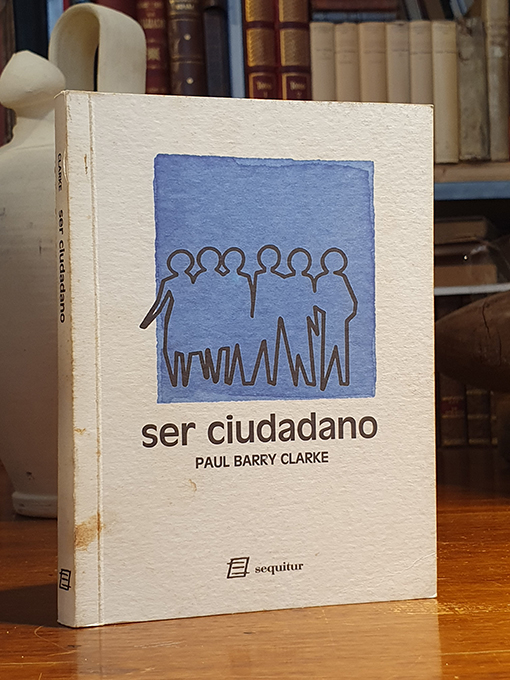 CLARKE
ser ciudadano
ser ciudadano
PAUL BARRY CLARKE
sequitur